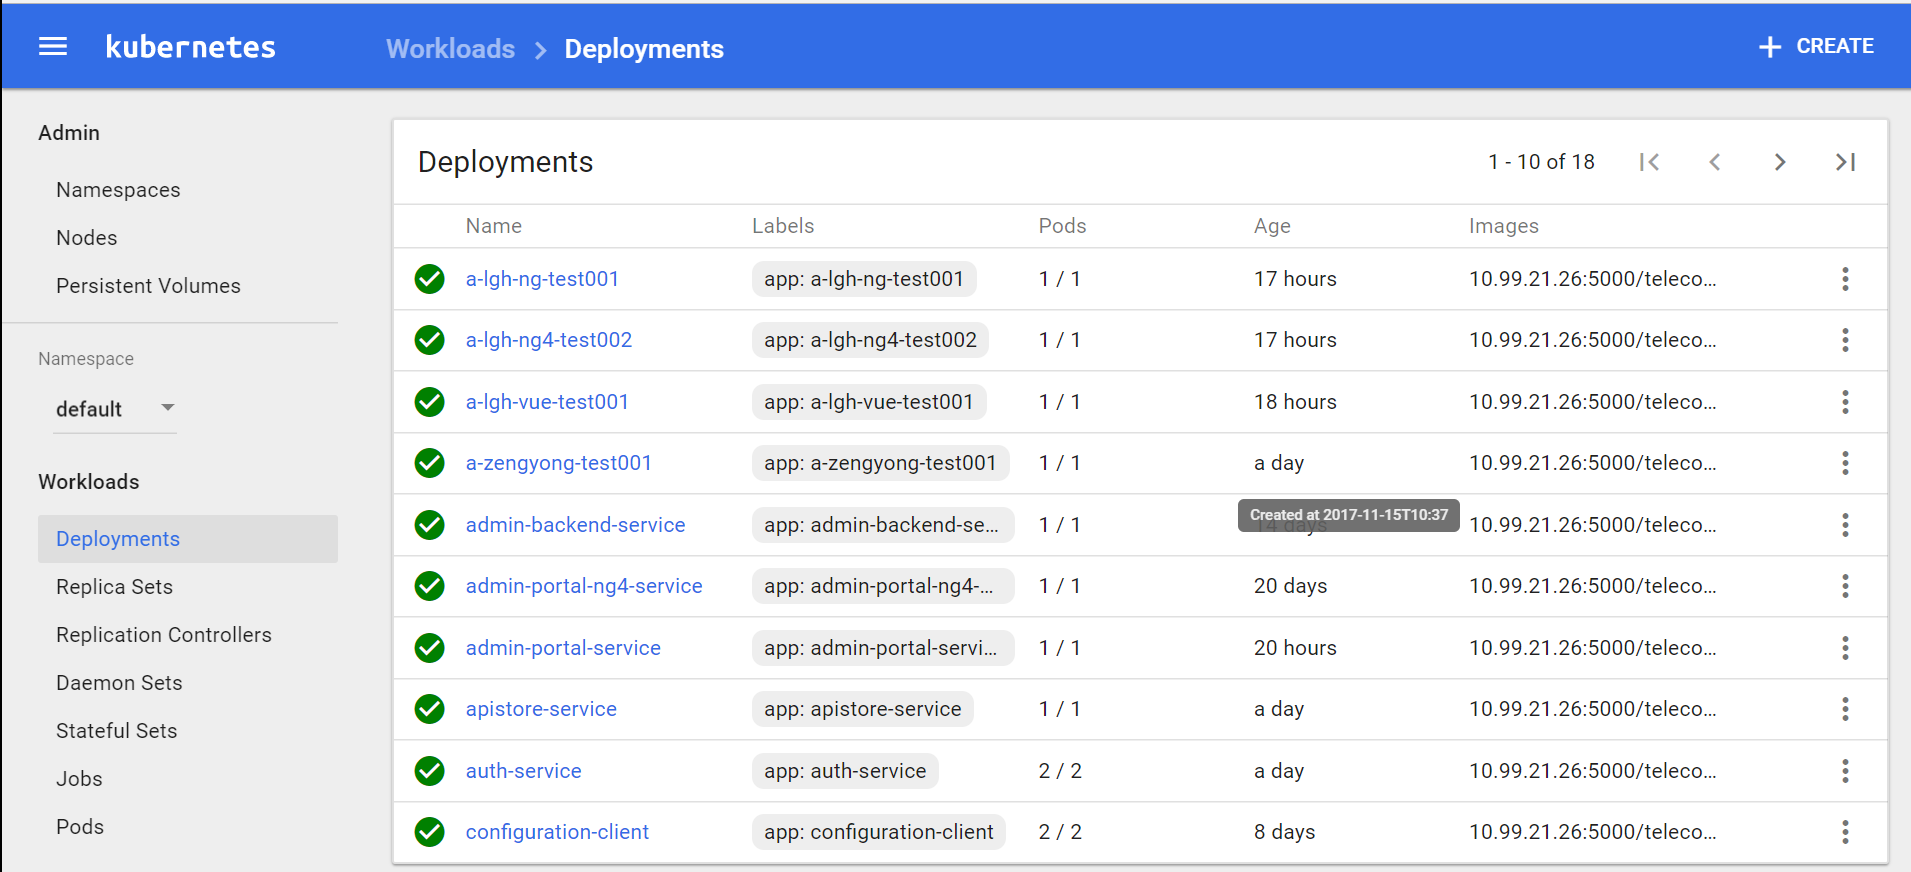 kubernetes Workloads > Deployments + CREATE
Admin
Namespaces
Nodes
Persistent Volumes
Namespace
default
Workloads
Deployments
Replica Sets
Replication Controllers
Daemon Sets
Stateful Sets
Jobs
Pods
Deployments 1 - 10 of 18
Name Labels Pods Age Images
a-lgh-ng-test001 app: a-lgh-ng-test001 1 / 1 17 hours 10.99.21.26:5000/teleco...
a-lgh-ng4-test002 app: a-lgh-ng4-test002 1 / 1 17 hours 10.99.21.26:5000/teleco...
a-lgh-vue-test001 app: a-lgh-vue-test001 1 / 1 18 hours 10.99.21.26:5000/teleco...
a-zengyong-test001 app: a-zengyong-test001 1 / 1 a day 10.99.21.26:5000/teleco...
Created at 2017-11-15T10:37
admin-backend-service app: admin-backend-se... 1 / 1 14 days 10.99.21.26:5000/teleco...
admin-portal-ng4-service app: admin-portal-ng4-... 1 / 1 20 days 10.99.21.26:5000/teleco...
admin-portal-service app: admin-portal-servi... 1 / 1 20 hours 10.99.21.26:5000/teleco...
apistore-service app: apistore-service 1 / 1 a day 10.99.21.26:5000/teleco...
auth-service app: auth-service 2 / 2 a day 10.99.21.26:5000/teleco...
configuration-client app: configuration-client 2 / 2 8 days 10.99.21.26:5000/teleco...